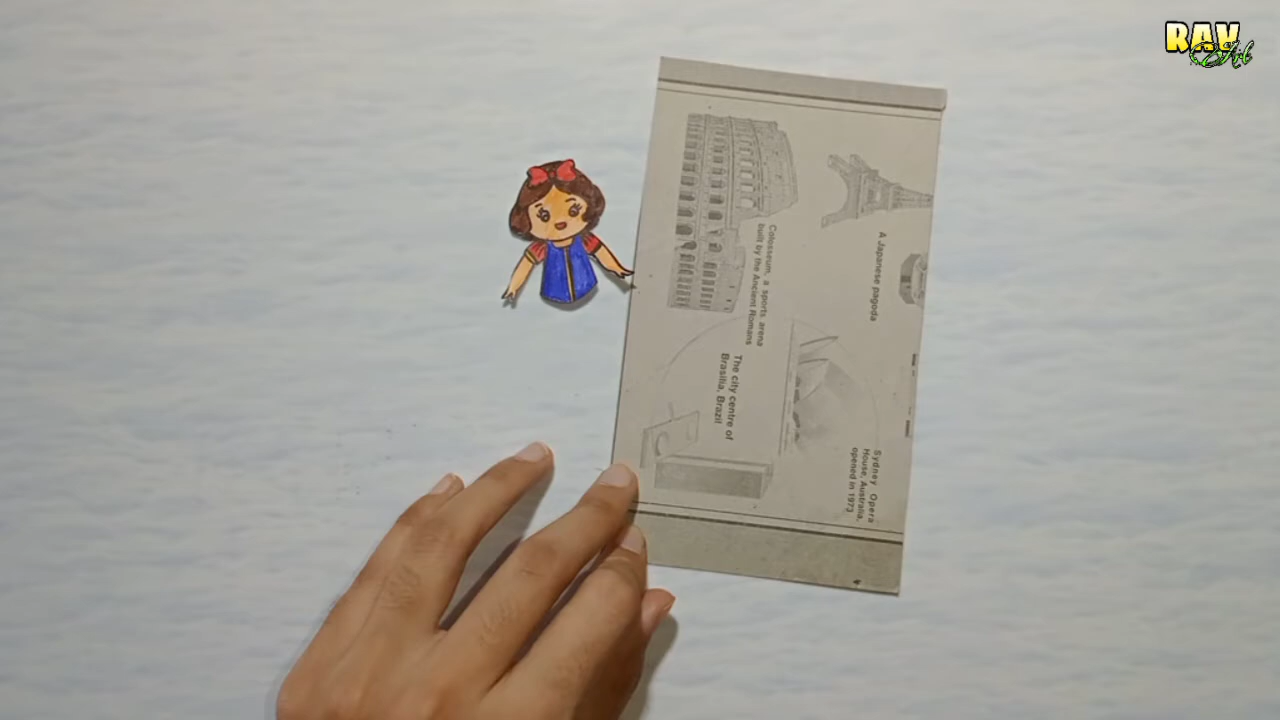 RAV
Art
A Japanese pagoda
Colosseum, a sports arena
built by the Ancient Romans
The city centre of
Brasilia, Brazil
Sydney Opera
House, Australia,
opened in 1973